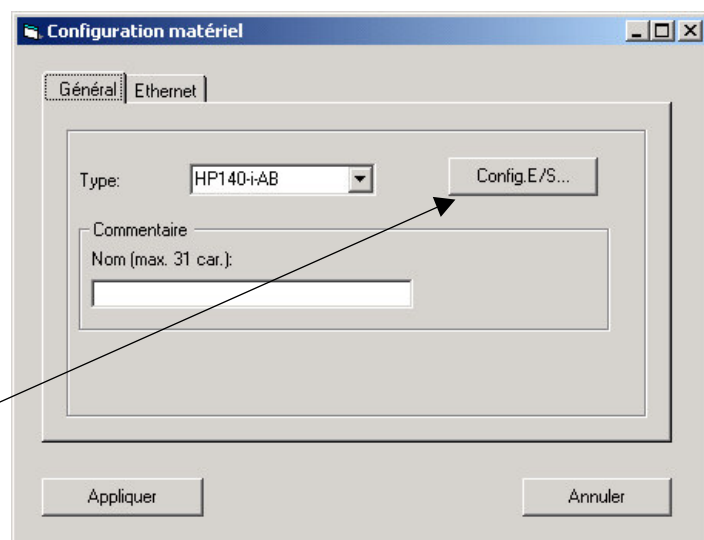 Configuration matériel
Général Ethernet
Type: HP140-i-AB Config.E/S...
Commentaire
Nom (max. 31 car.):
Appliquer Annuler